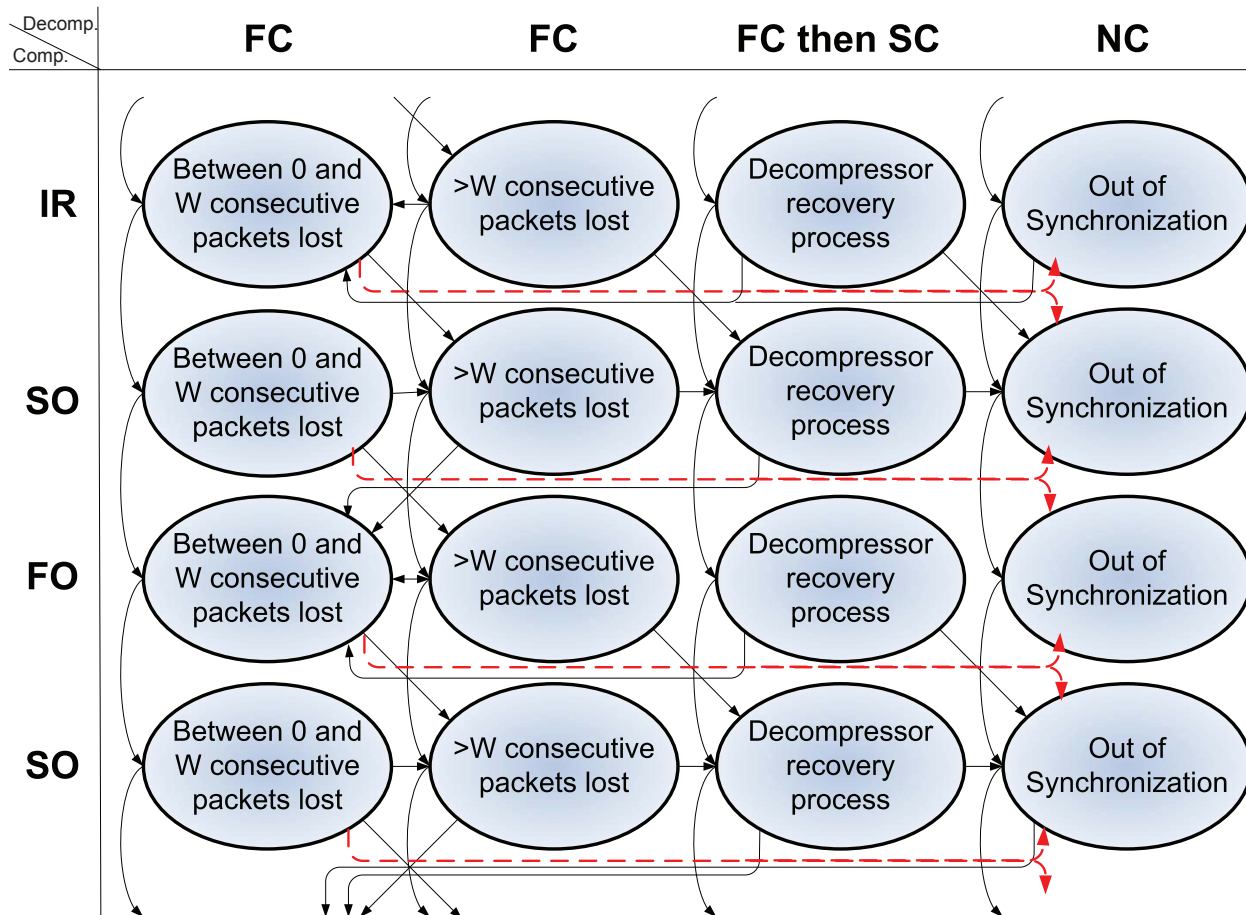 Decomp.
Comp.
FC
FC
FC then SC
NC
IR
Between 0 and
W consecutive
packets lost
>W consecutive
packets lost
Decompressor
recovery
process
Out of
Synchronization
SO
Between 0 and
W consecutive
packets lost
>W consecutive
packets lost
Decompressor
recovery
process
Out of
Synchronization
FO
Between 0 and
W consecutive
packets lost
>W consecutive
packets lost
Decompressor
recovery
process
Out of
Synchronization
SO
Between 0 and
W consecutive
packets lost
>W consecutive
packets lost
Decompressor
recovery
process
Out of
Synchronization